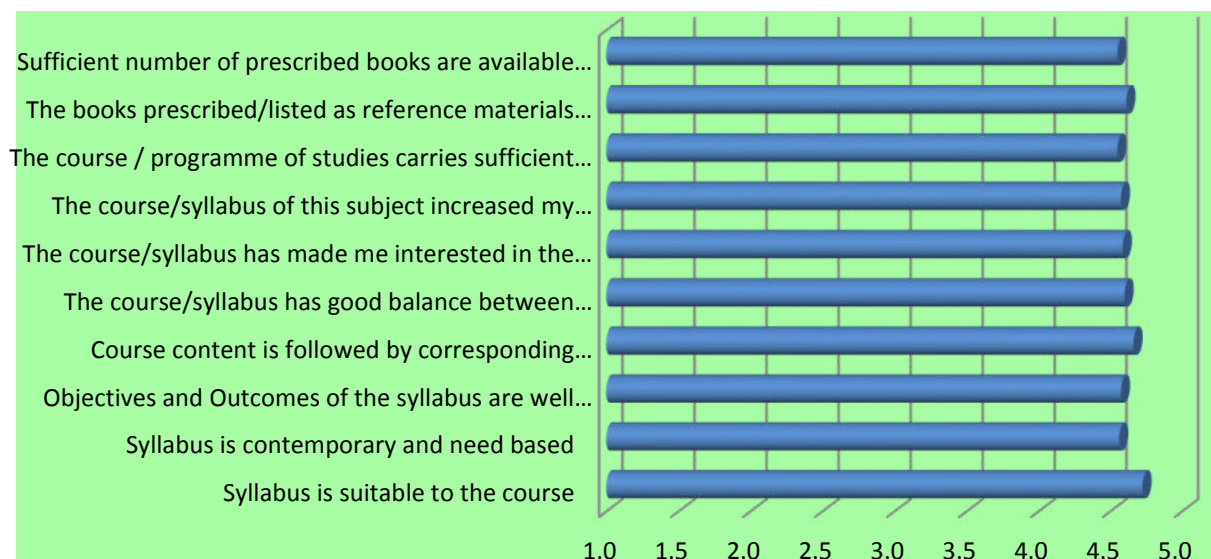 Sufficient number of prescribed books are available...
The books prescribed/listed as reference materials...
The course / programme of studies carries sufficient...
The course/syllabus of this subject increased my...
The course/syllabus has made me interested in the...
The course/syllabus has good balance between...
Course content is followed by corresponding...
Objectives and Outcomes of the syllabus are well...
Syllabus is contemporary and need based
Syllabus is suitable to the course
1.0 1.5 2.0 2.5 3.0 3.5 4.0 4.5 5.0